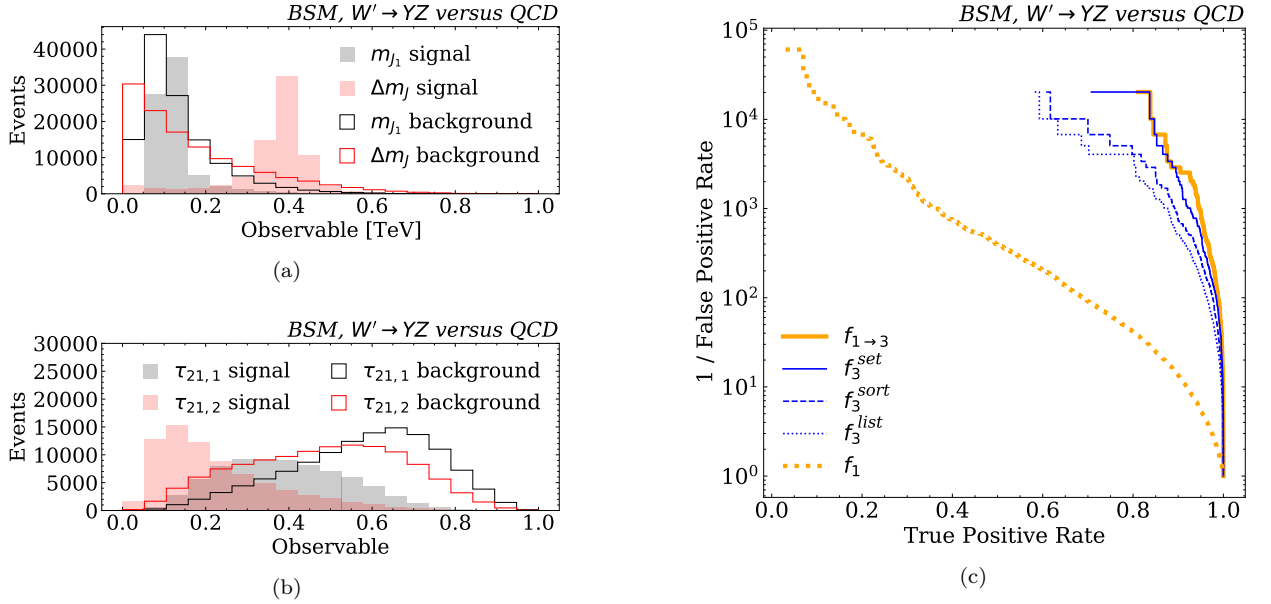 BSM, W′ → YZ versus QCD
40000
30000
20000
10000
0
Events
m_{J_1} signal
Δm_J signal
m_{J_1} background
Δm_J background
0.0 0.2 0.4 0.6 0.8 1.0
Observable [TeV]
(a)
BSM, W′ → YZ versus QCD
30000
25000
20000
15000
10000
5000
0
Events
τ_{21,1} signal
τ_{21,2} signal
τ_{21,1} background
τ_{21,2} background
0.0 0.2 0.4 0.6 0.8 1.0
Observable
(b)
BSM, W′ → YZ versus QCD
10^5
10^4
10^3
10^2
10^1
10^0
1 / False Positive Rate
f_{1→3}
f_3^{set}
f_3^{sort}
f_3^{list}
f_1
0.0 0.2 0.4 0.6 0.8 1.0
True Positive Rate
(c)